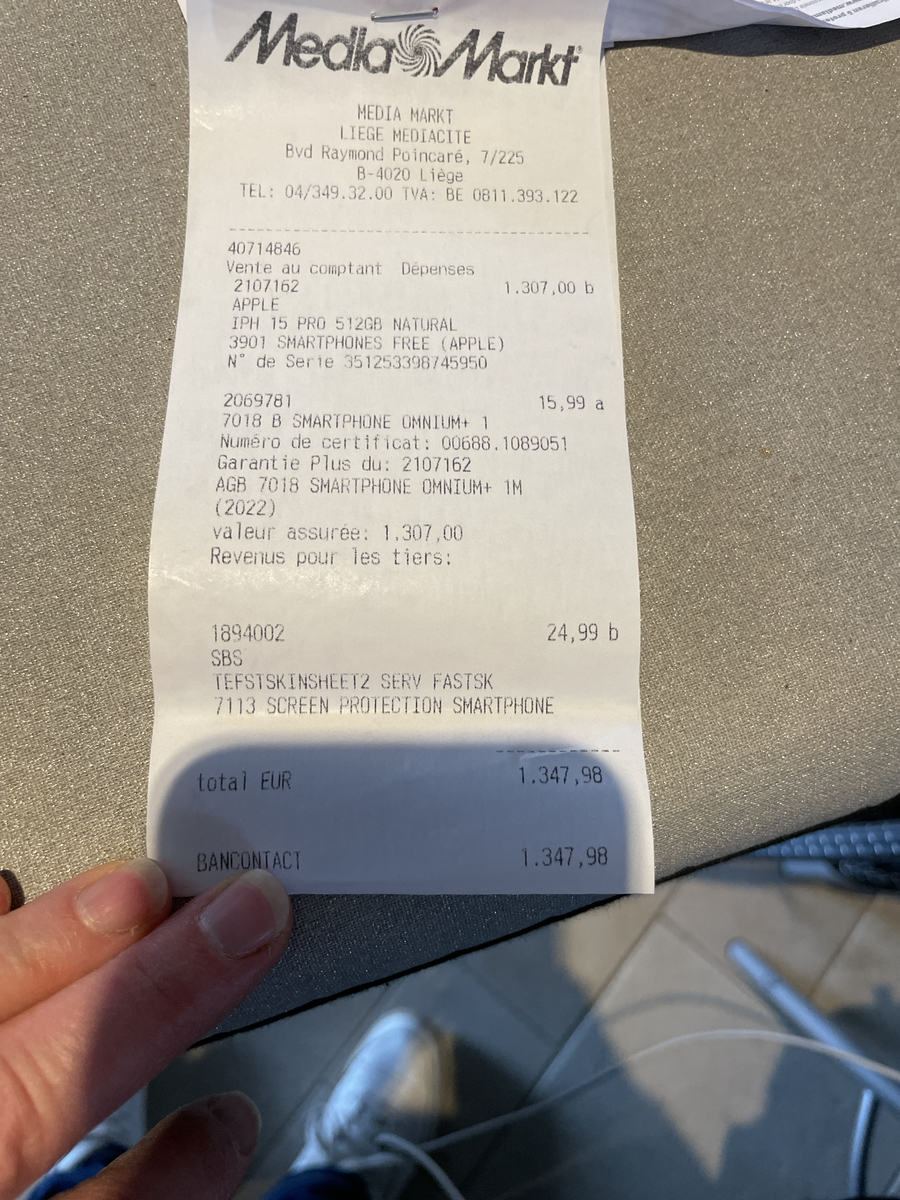 Media Markt
MEDIA MARKT
LIEGE MEDIACITE
Bvd Raymond Poincaré, 7/225
B-4020 Liège
TEL: 04/349.32.00 TVA: BE 0811.393.122
40714846
Vente au comptant Dépenses
2107162 1.307,00 b
APPLE
IPH 15 PRO 512GB NATURAL
3901 SMARTPHONES FREE (APPLE)
N° de Serie 351253398745950
2069781 15,99 a
7018 B SMARTPHONE OMNIUM+ 1
Numéro de certificat: 00688.1089051
Garantie Plus du: 2107162
AGB 7018 SMARTPHONE OMNIUM+ 1M
(2022)
valeur assurée: 1.307,00
Revenus pour les tiers:
1894002 24,99 b
SBS
TEFSTSKINSHEET2 SERV FASTSK
7113 SCREEN PROTECTION SMARTPHONE
total EUR 1.347,98
BANCONTACT 1.347,98